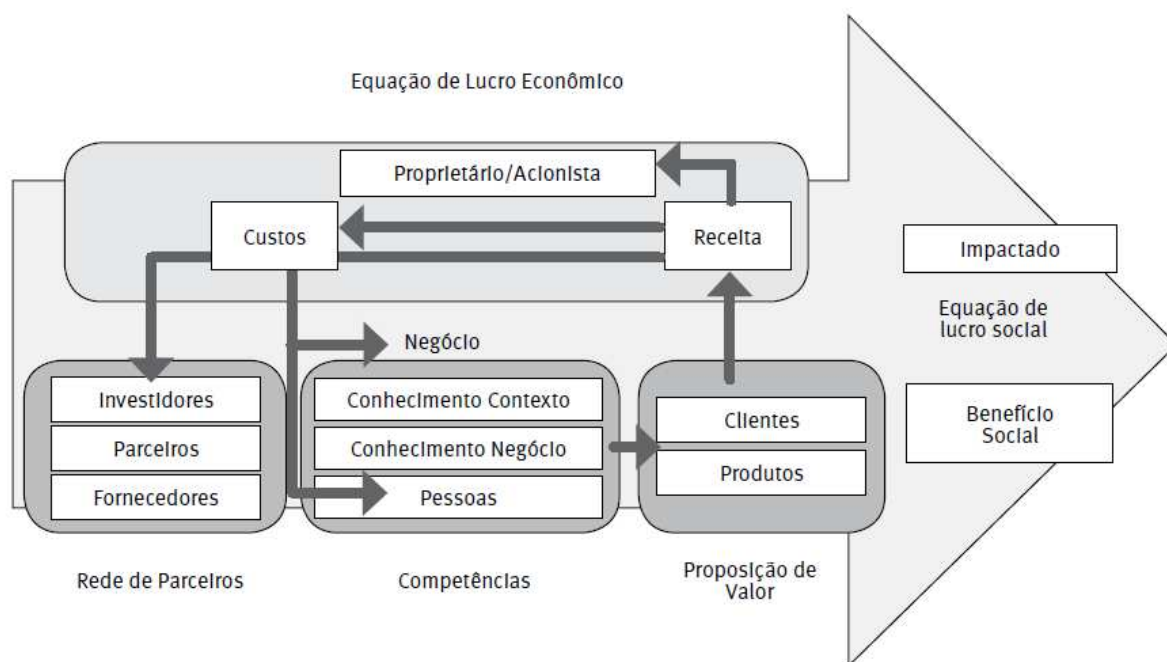 Equação de Lucro Econômico
Proprietário/Acionista
Custos
Receita
Impactado
Equação de
lucro social
Negócio
Investidores
Parceiros
Fornecedores
Conhecimento Contexto
Conhecimento Negócio
Pessoas
Clientes
Produtos
Benefício
Social
Rede de Parceiros
Competências
Proposição de
Valor